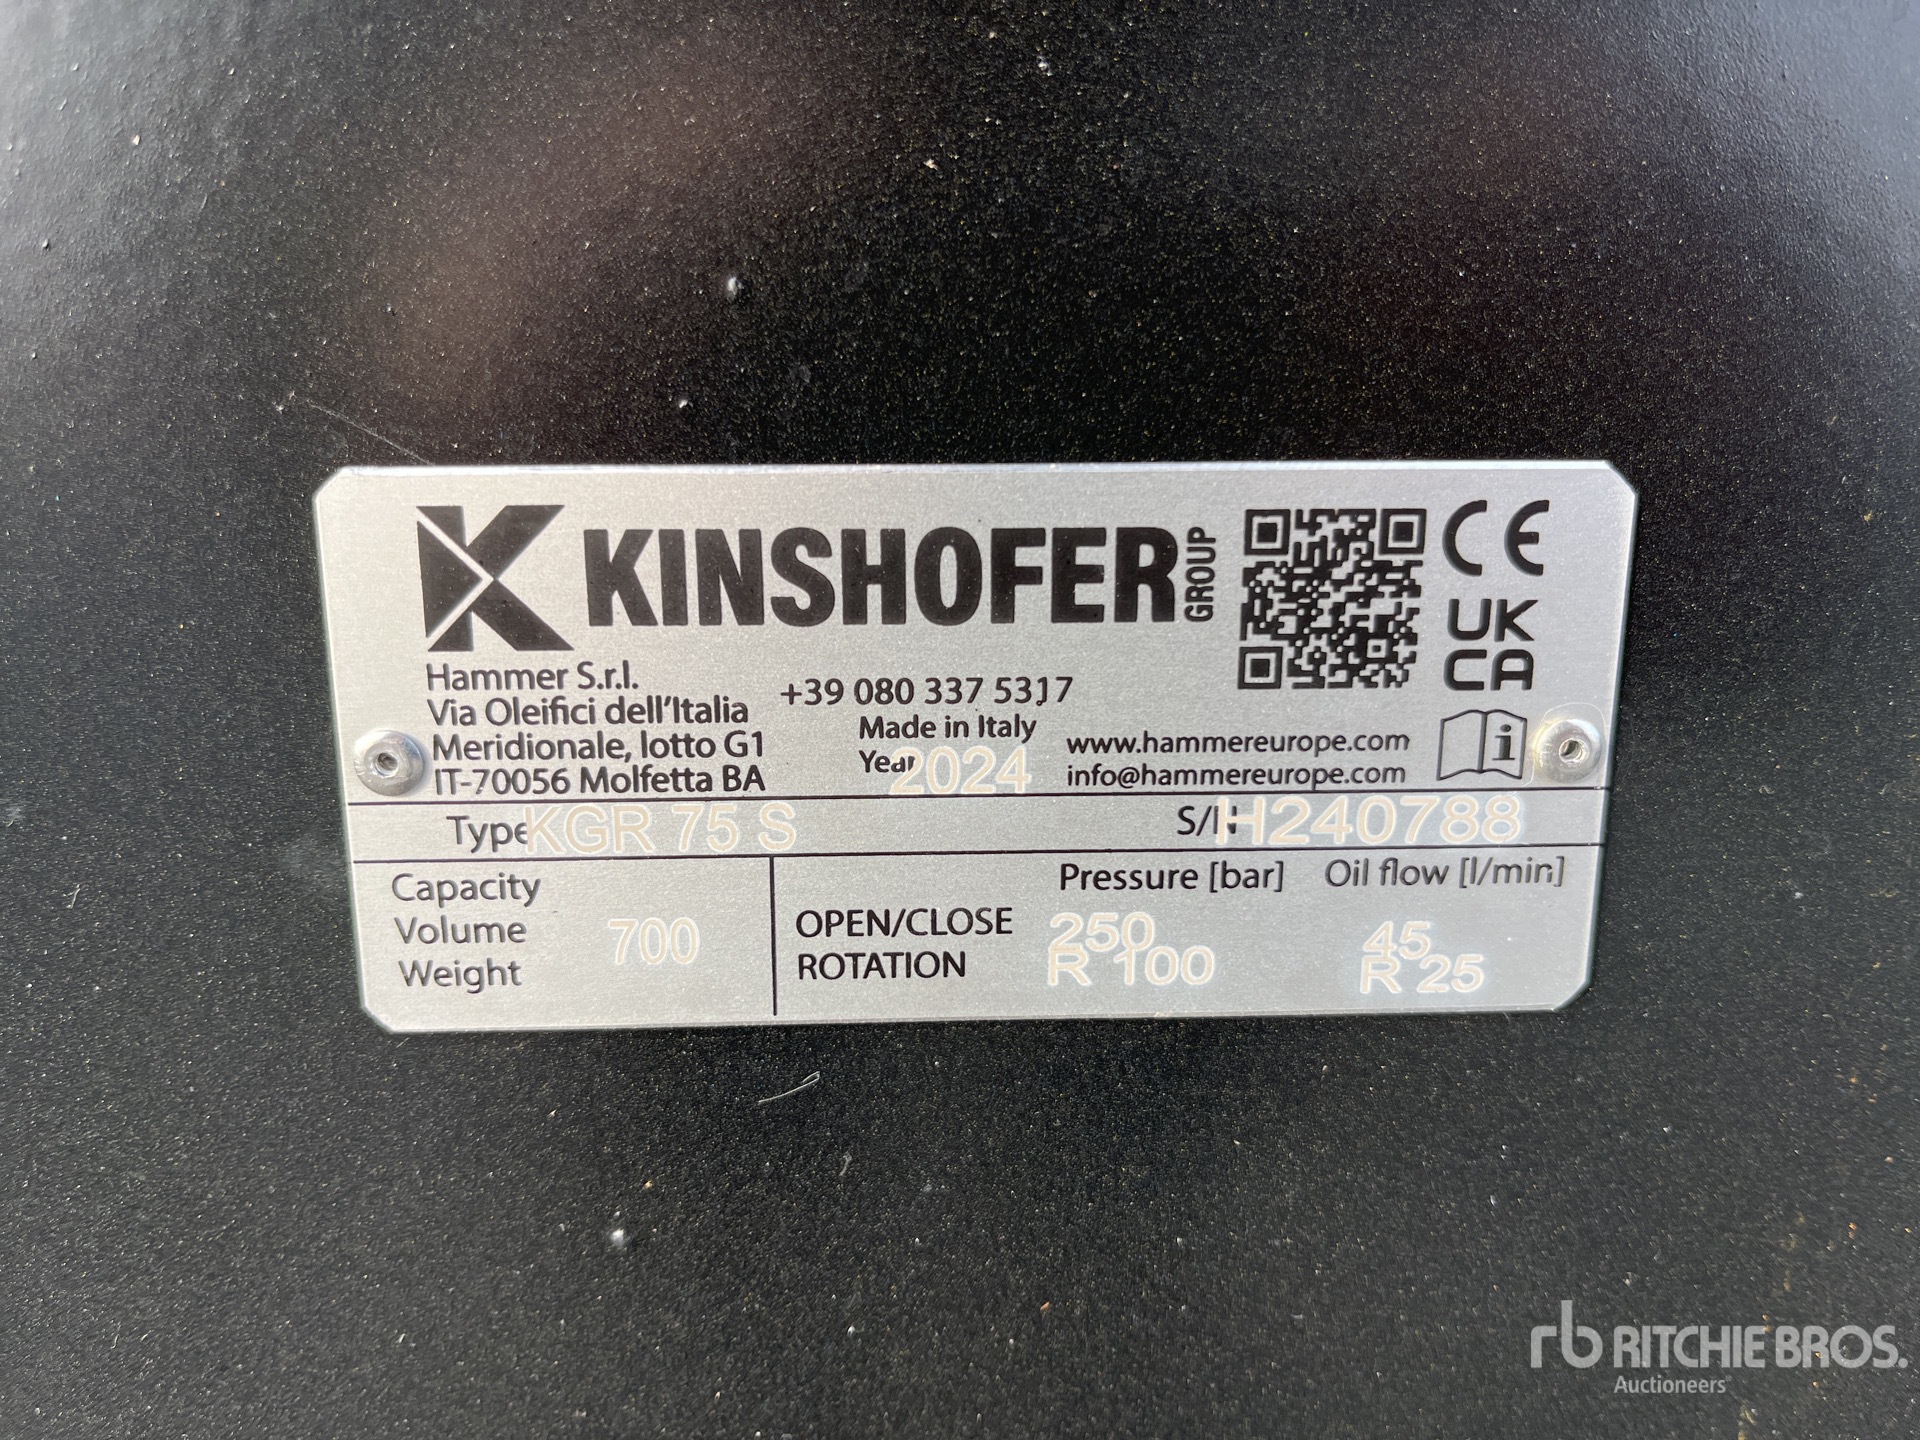 KINSHOFER GROUP
CE
UK
CA
Hammer S.r.l.
Via Oleifici dell'Italia
Meridionale, lotto G1
IT-70056 Molfetta BA
+39 080 337 5317
Made in Italy
Year 2024
www.hammereurope.com
info@hammereurope.com
i
Type KGR 75 S S/N H240788
Capacity
Volume 700
Weight
Pressure [bar] Oil flow [l/min]
OPEN/CLOSE 250 45
ROTATION R 100 R 25
rb RITCHIE BROS.
Auctioneers